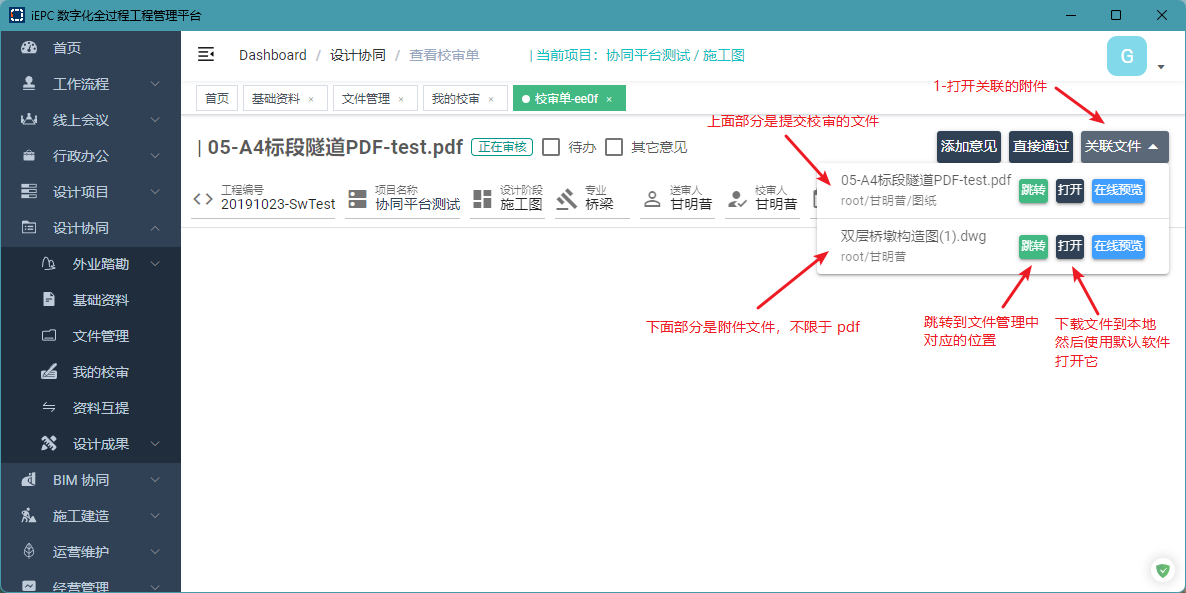 iEPC 数字化全过程工程管理平台
首页
工作流程
线上会议
行政办公
设计项目
设计协同
外业踏勘
基础资料
文件管理
我的校审
资料互提
设计成果
BIM 协同
施工建造
运营维护
经营管理
Dashboard / 设计协同 / 查看校审单 | 当前项目：协同平台测试 / 施工图
G
首页 基础资料 × 文件管理 × 我的校审 × 校审单-ee0f ×
1-打开关联的附件
上面部分是提交校审的文件
| 05-A4标段隧道PDF-test.pdf 正在审核 待办 其它意见
添加意见 直接通过 关联文件
工程编号
20191023-SwTest
项目名称
协同平台测试
设计阶段
施工图
专业
桥梁
送审人
甘明昔
校审人
甘明昔
05-A4标段隧道PDF-test.pdf
root/甘明昔/图纸
跳转 打开 在线预览
双层桥墩构造图(1).dwg
root/甘明昔
跳转 打开 在线预览
下面部分是附件文件，不限于 pdf
跳转到文件管理中
对应的位置
下载文件到本地
然后使用默认软件
打开它